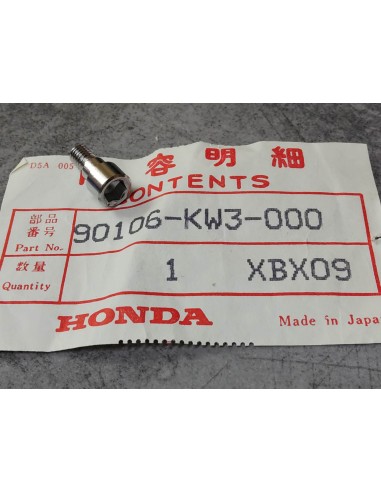 DSA 005
容明細
CONTENTS
部品
番号
Part No. 90106-KW3-000
数量
Quantity 1 XBX09
HONDA Made in Japan